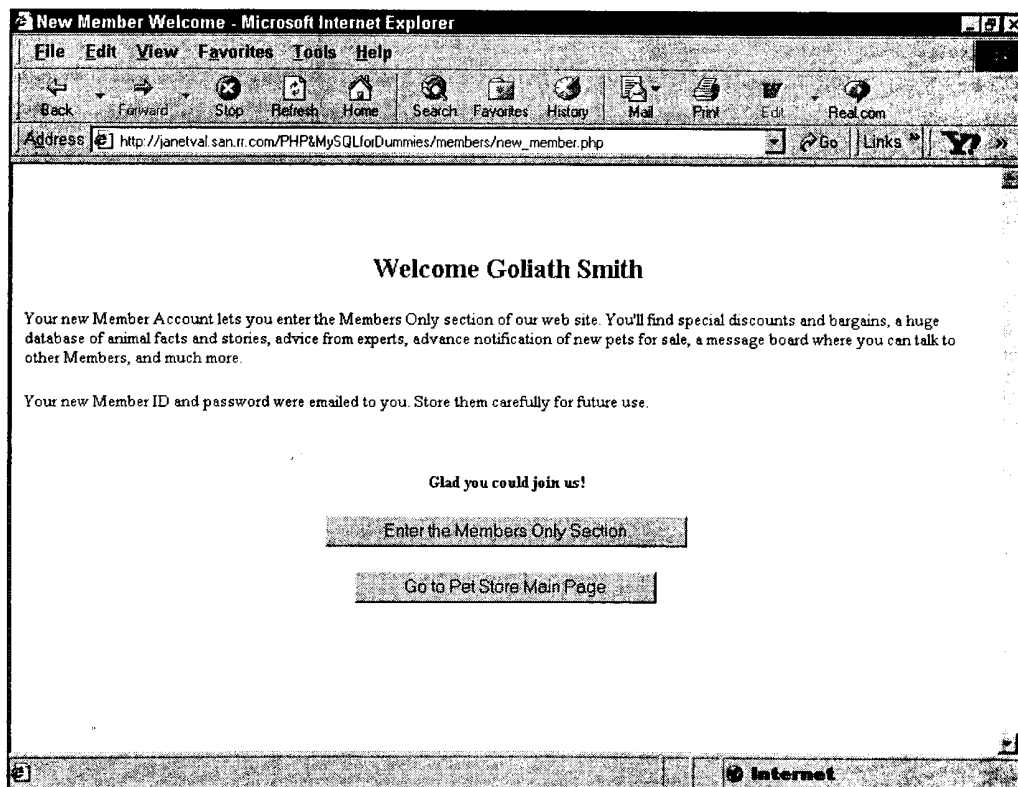 New Member Welcome - Microsoft Internet Explorer
File Edit View Favorites Tools Help
Back Forward Stop Refresh Home Search Favorites History Mail Print Edit Real.com
Address http://janetval.san.rr.com/PHP&MySQLforDummies/members/new_member.php Go Links Y! »
Welcome Goliath Smith
Your new Member Account lets you enter the Members Only section of our web site. You'll find special discounts and bargains, a huge
database of animal facts and stories, advice from experts, advance notification of new pets for sale, a message board where you can talk to
other Members, and much more.
Your new Member ID and password were emailed to you. Store them carefully for future use.
Glad you could join us!
Enter the Members Only Section
Go to Pet Store Main Page
Internet